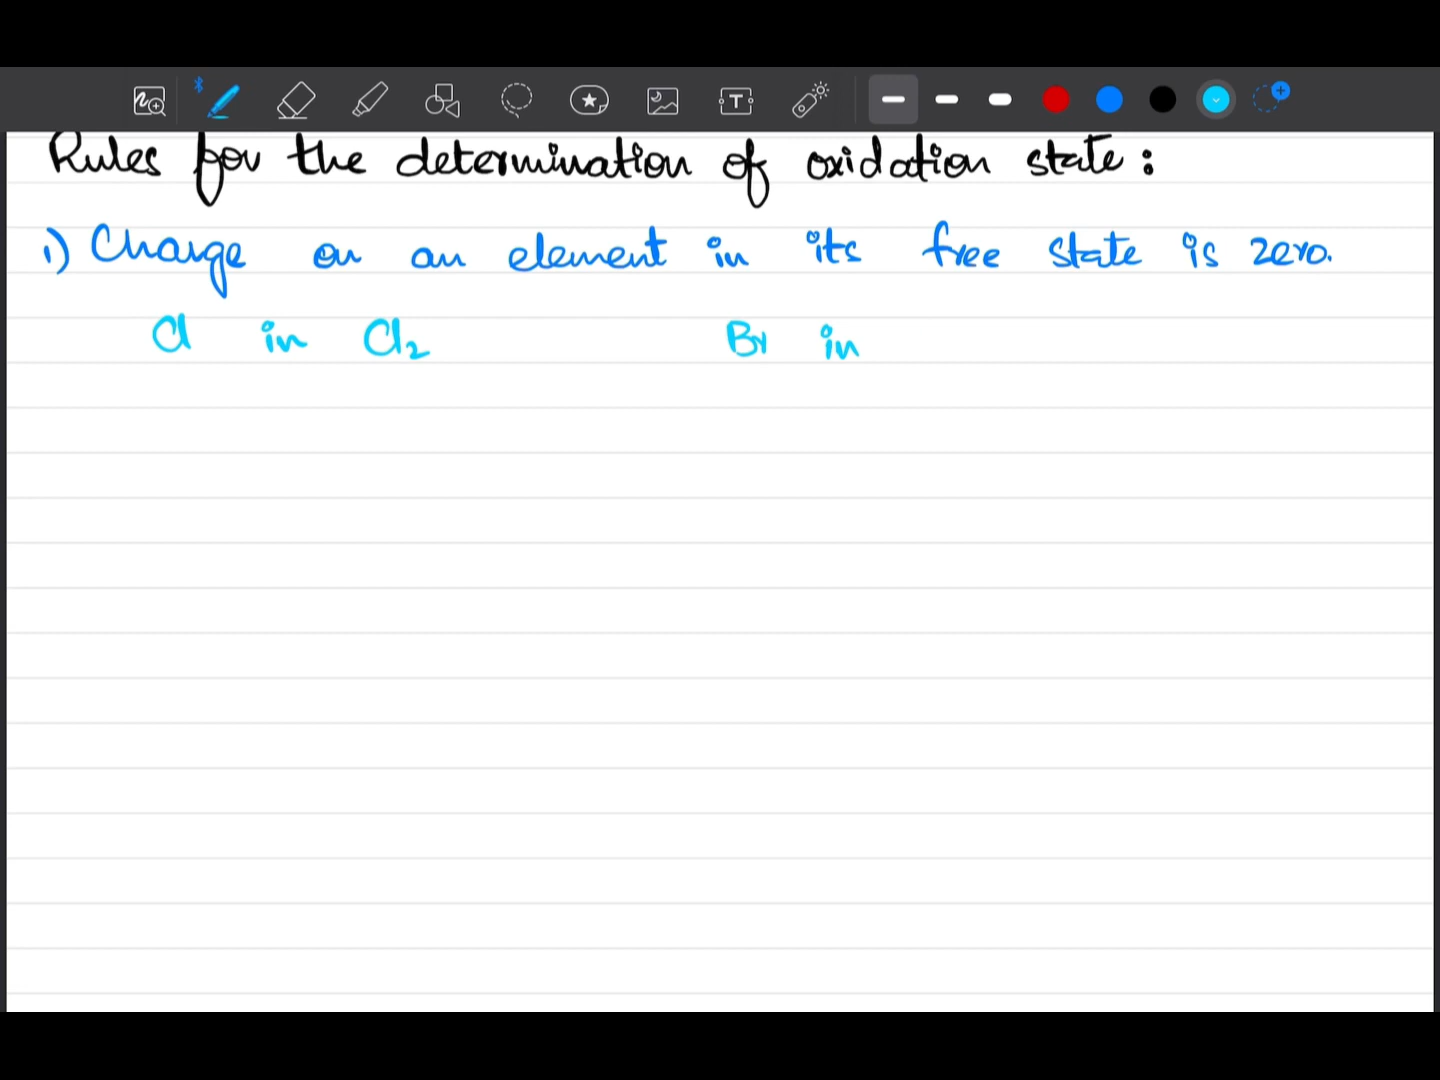 Rules for the determination of oxidation state:
1) Charge on an element in its free state is zero.
Cl in Cl₂ Br in